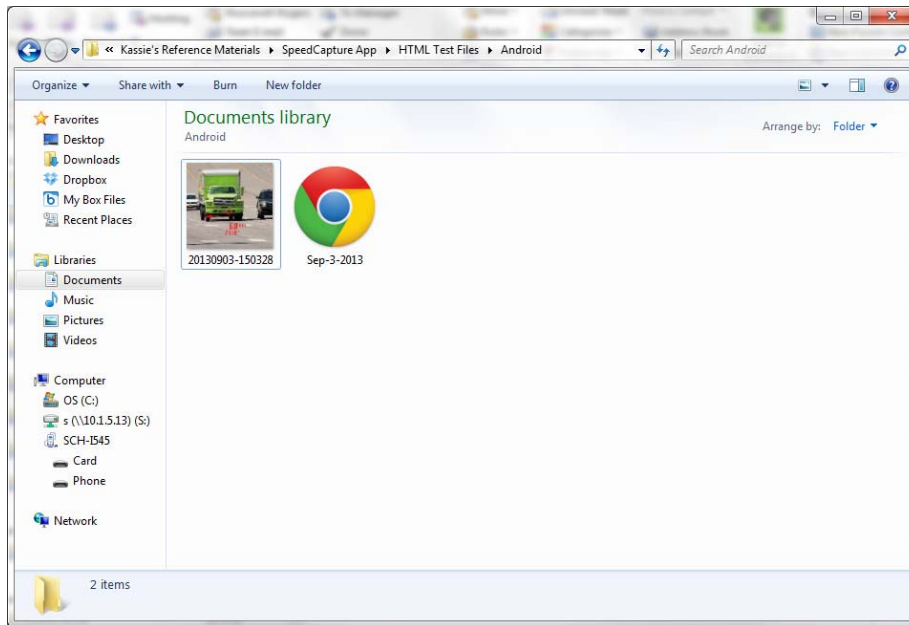 « Kassie's Reference Materials SpeedCapture App HTML Test Files Android
Search Android
Organize Share with Burn New folder
Documents library
Android
Arrange by: Folder
Favorites
Desktop
Downloads
Dropbox
My Box Files
Recent Places
Libraries
Documents
Music
Pictures
Videos
Computer
OS (C:)
s (\\10.1.5.13) (S:)
SCH-I545
Card
Phone
Network
20130903-150328
Sep-3-2013
2 items